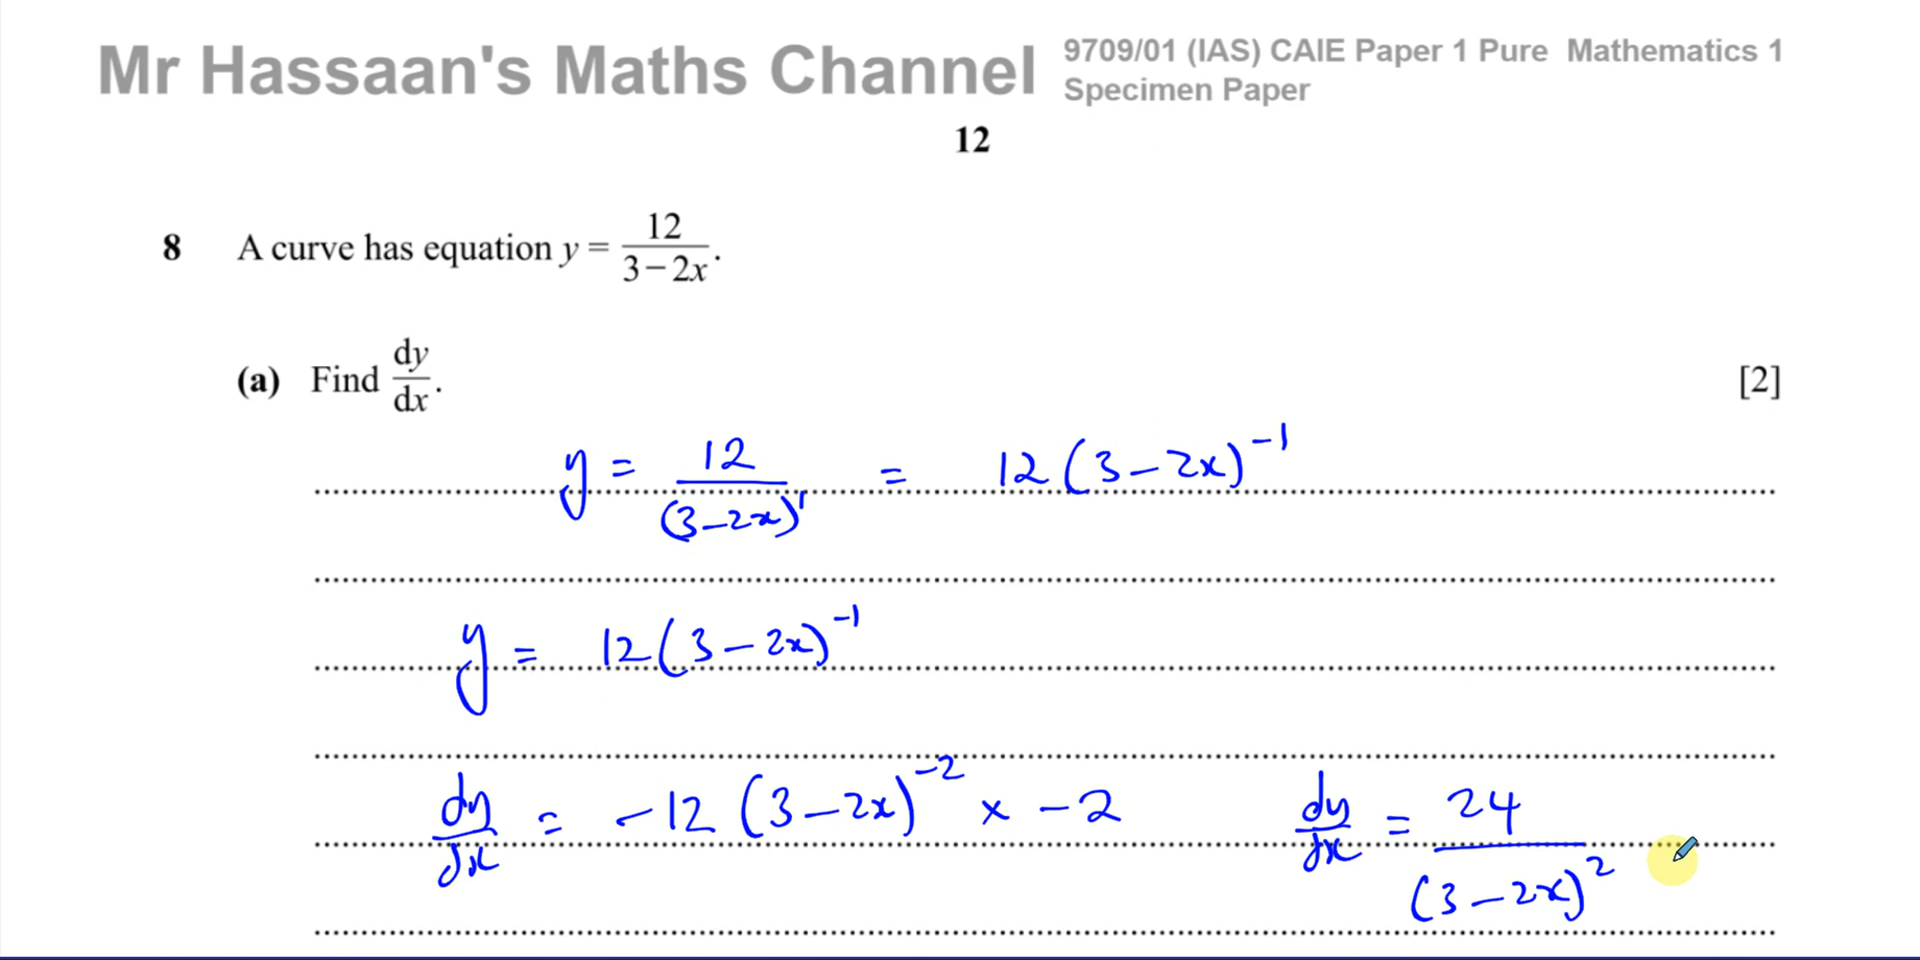 Mr Hassaan's Maths Channel
9709/01 (IAS) CAIE Paper 1 Pure Mathematics 1
Specimen Paper
12
8 A curve has equation y = 12/(3 − 2x).
(a) Find dy/dx. [2]
y = 12/(3−2x)¹ = 12(3−2x)⁻¹
y = 12(3−2x)⁻¹
dy/dx = −12(3−2x)⁻² x −2 dy/dx = 24/(3−2x)²